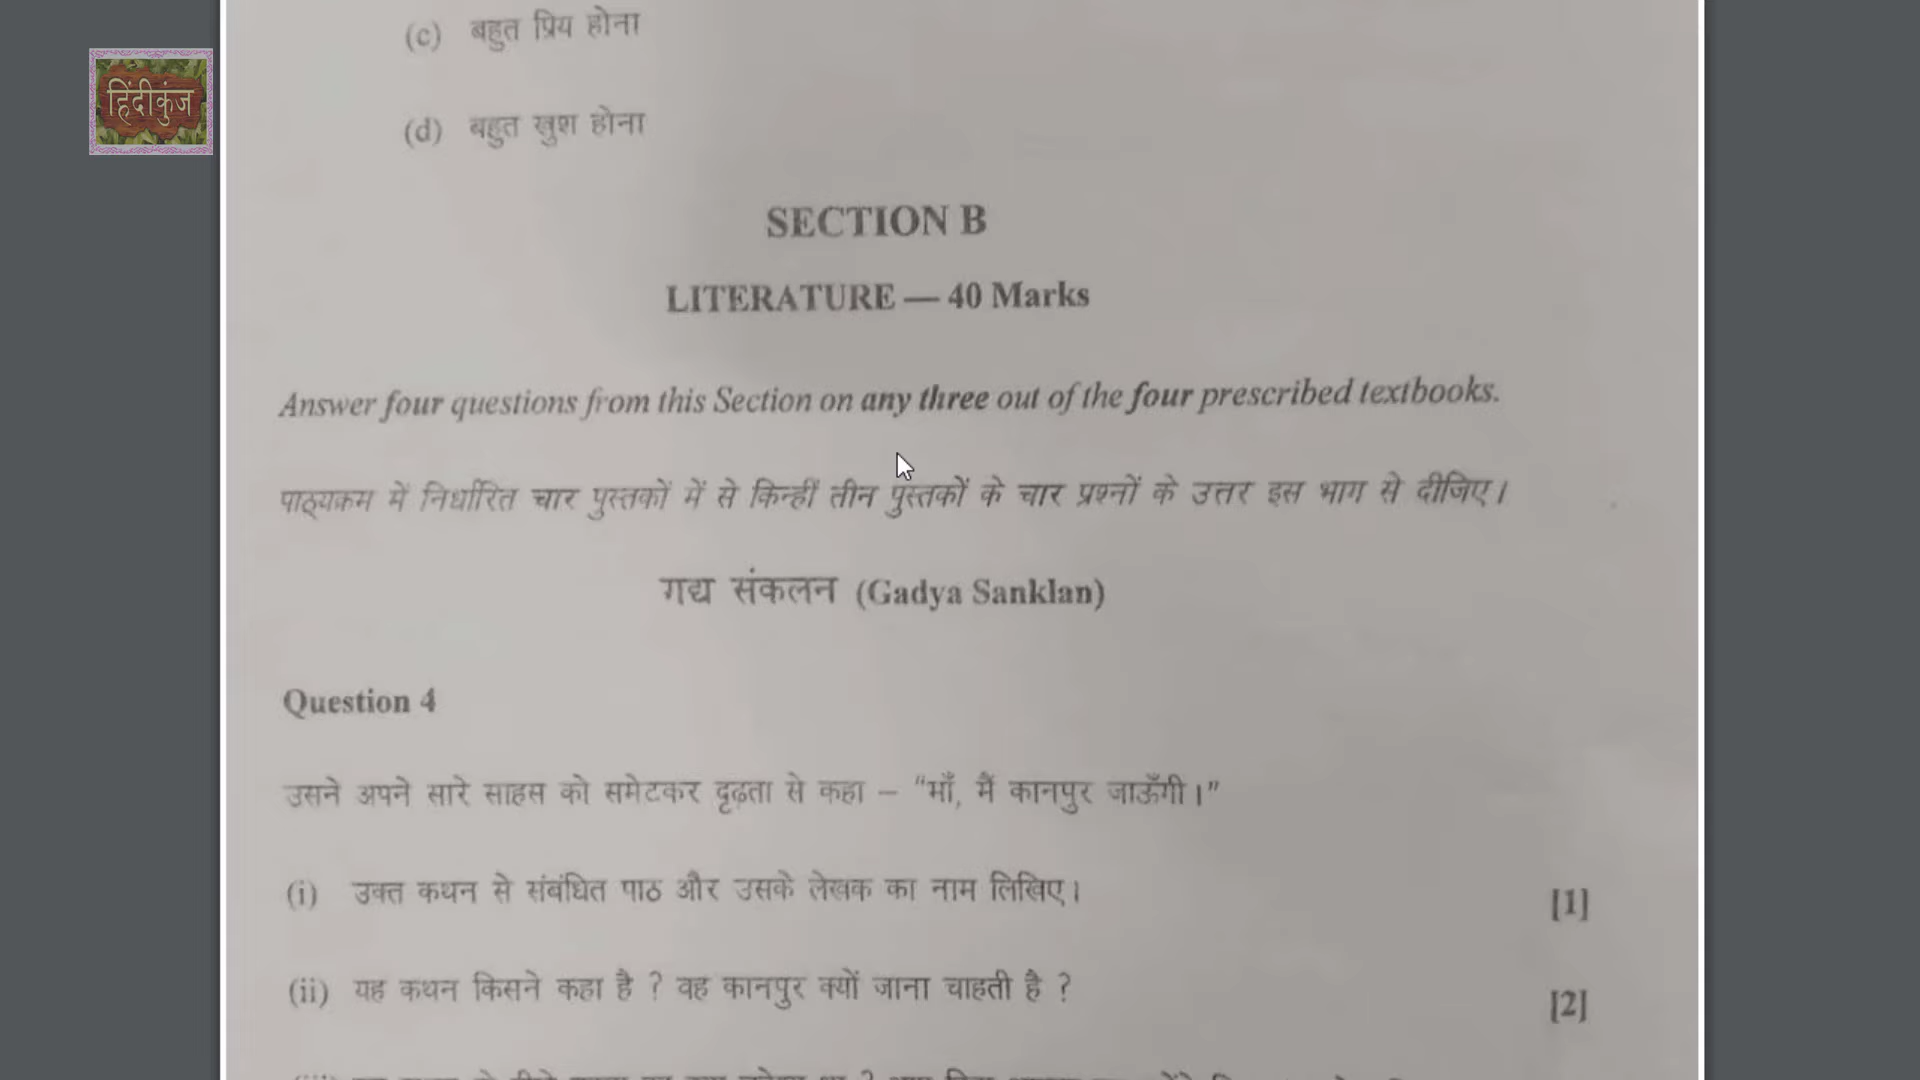 (c) बहुत प्रिय होना
हिंदीकुंज
(d) बहुत खुश होना
SECTION B
LITERATURE — 40 Marks
Answer four questions from this Section on any three out of the four prescribed textbooks.
पाठ्यक्रम में निर्धारित चार पुस्तकों में से किन्हीं तीन पुस्तकों के चार प्रश्नों के उत्तर इस भाग से दीजिए।
गद्य संकलन (Gadya Sanklan)
Question 4
उसने अपने सारे साहस को समेटकर दृढ़ता से कहा – “माँ, मैं कानपुर जाऊँगी।”
(i) उक्त कथन से संबंधित पाठ और उसके लेखक का नाम लिखिए। [1]
(ii) यह कथन किसने कहा है ? वह कानपुर क्यों जाना चाहती है ? [2]